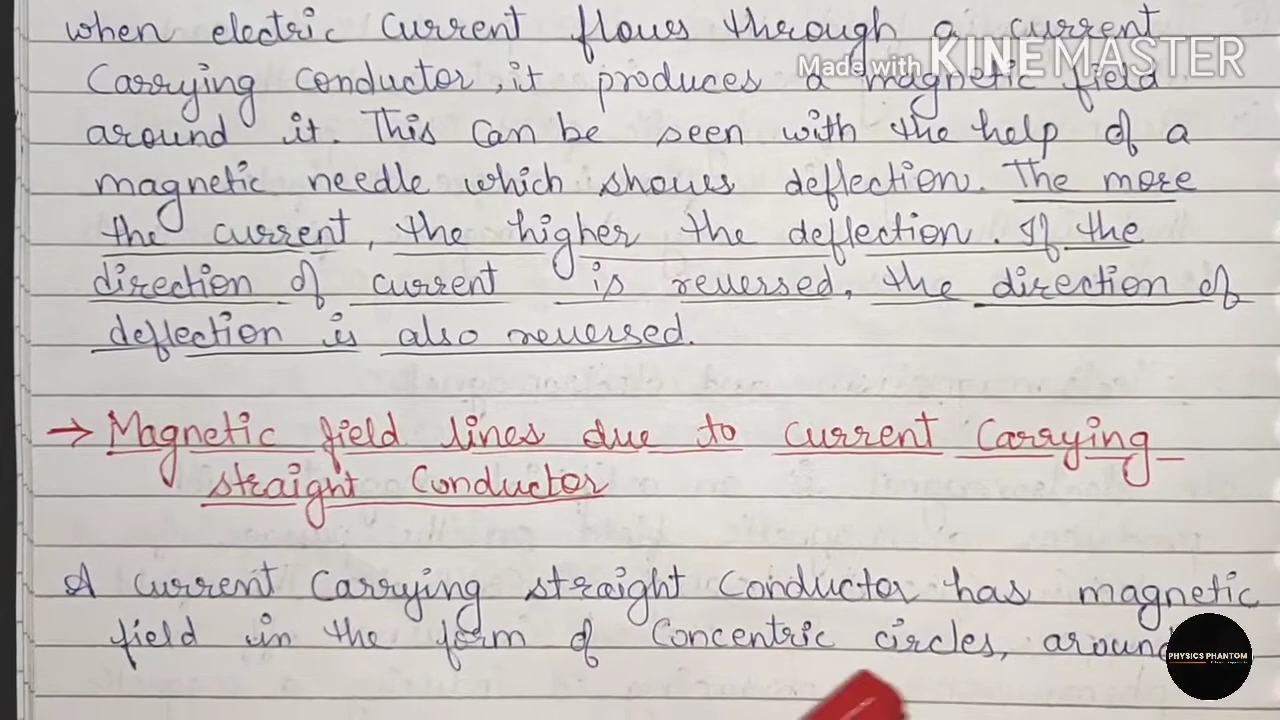 when electric current flows through a current
Made with KINEMASTER
Carrying conductor, it produces a magnetic field
around it. This can be seen with the help of a
magnetic needle which shows deflection. The more
the current, the higher the deflection. If the
direction of current is reversed, the direction of
deflection is also reversed.
→ Magnetic field lines due to current Carrying
straight Conductor
A current Carrying straight Conductor has magnetic
field in the form of Concentric circles, around
PHYSICS PHANTOM